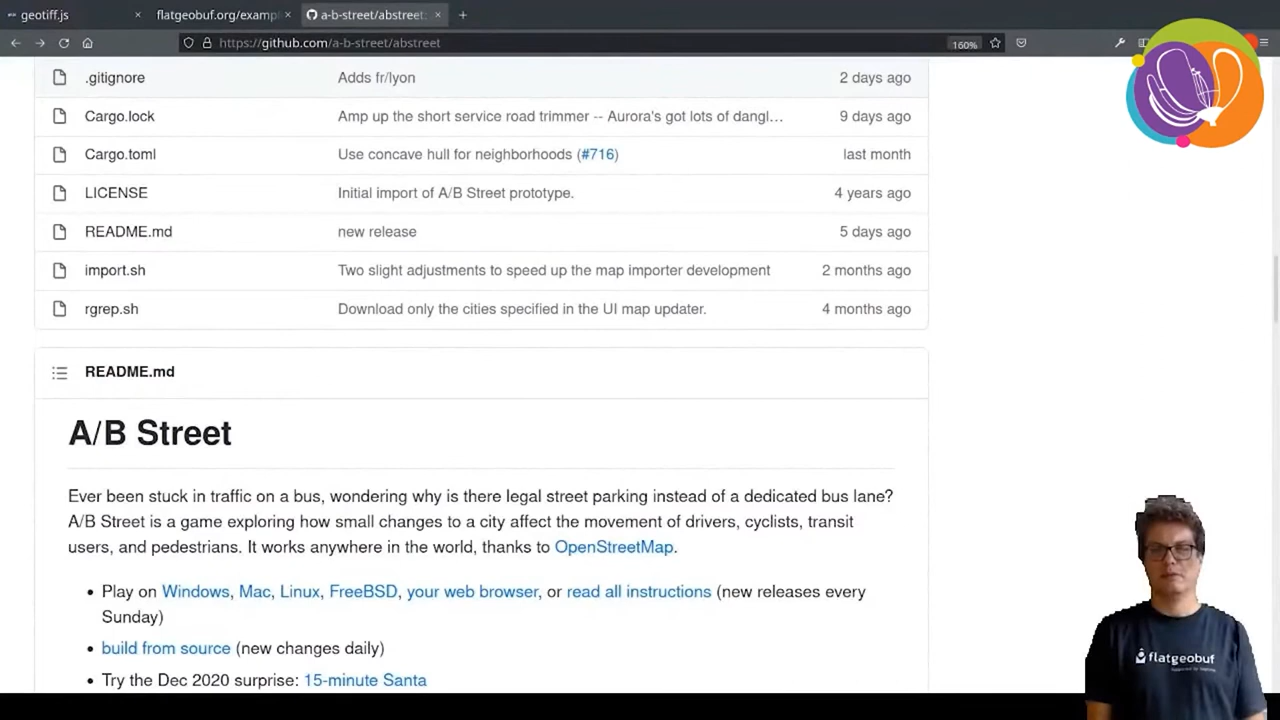 geotiff.js
flatgeobuf.org/exampl
a-b-street/abstreet:
https://github.com/a-b-street/abstreet
160%
.gitignore Adds fr/lyon 2 days ago
Cargo.lock Amp up the short service road trimmer -- Aurora's got lots of dangl… 9 days ago
Cargo.toml Use concave hull for neighborhoods (#716) last month
LICENSE Initial import of A/B Street prototype. 4 years ago
README.md new release 5 days ago
import.sh Two slight adjustments to speed up the map importer development 2 months ago
rgrep.sh Download only the cities specified in the UI map updater. 4 months ago
README.md
A/B Street
Ever been stuck in traffic on a bus, wondering why is there legal street parking instead of a dedicated bus lane?
A/B Street is a game exploring how small changes to a city affect the movement of drivers, cyclists, transit
users, and pedestrians. It works anywhere in the world, thanks to OpenStreetMap.
• Play on Windows, Mac, Linux, FreeBSD, your web browser, or read all instructions (new releases every
Sunday)
• build from source (new changes daily)
• Try the Dec 2020 surprise: 15-minute Santa
flatgeobuf